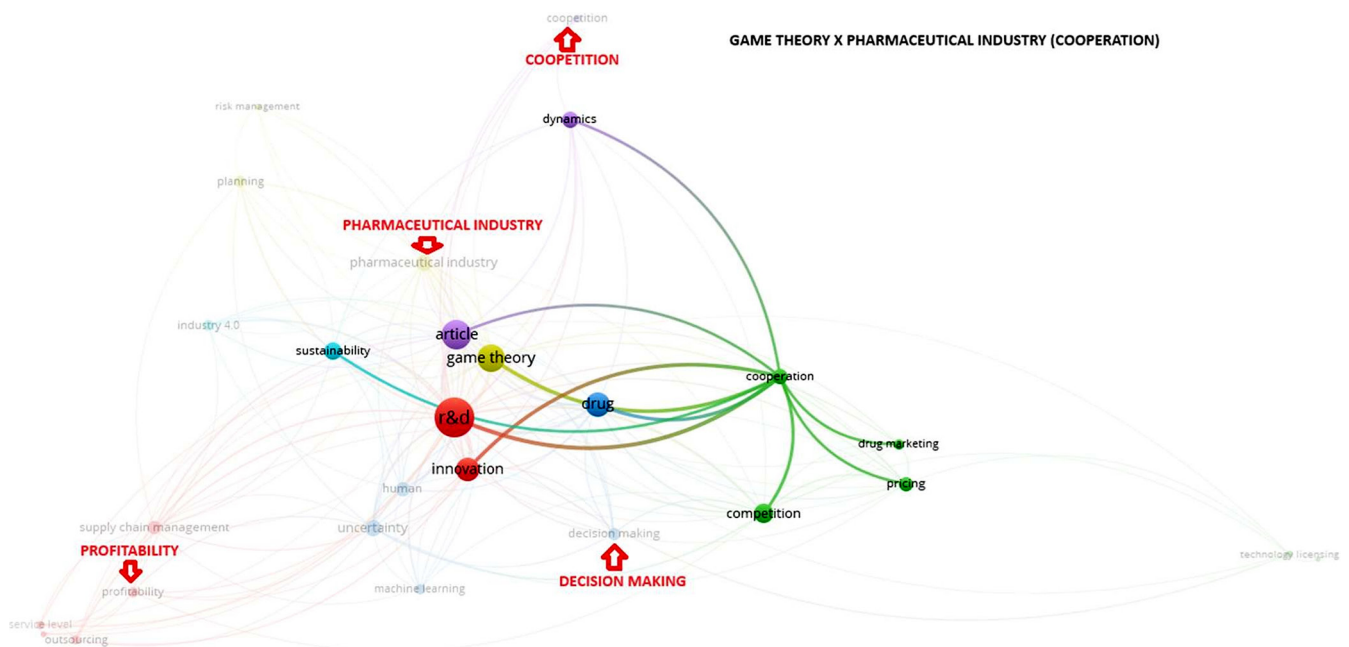 coopetition
GAME THEORY X PHARMACEUTICAL INDUSTRY (COOPERATION)
COOPETITION
risk management
dynamics
planning
PHARMACEUTICAL INDUSTRY
pharmaceutical industry
industry 4.0
article
sustainability
game theory
cooperation
drug
r&d
drug marketing
innovation
pricing
human
competition
supply chain management
uncertainty
decision making
PROFITABILITY
technology licensing
DECISION MAKING
profitability
machine learning
service level
outsourcing